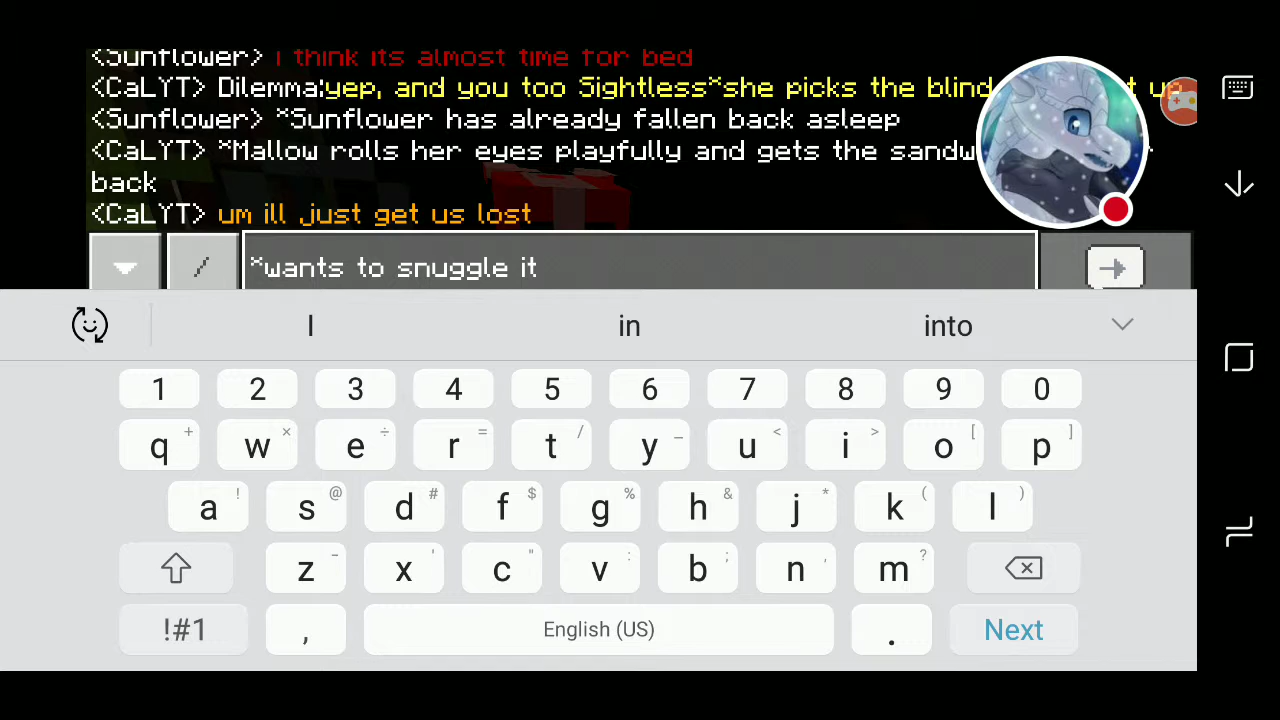 <Sunflower> i think its almost time for bed
<CaLYT> Dilemma:yep, and you too Sightless*she picks the blind up
<Sunflower> *Sunflower has already fallen back asleep
<CaLYT> *Mallow rolls her eyes playfully and gets the
back
<CaLYT> um ill just get us lost
/ *wants to snuggle it
I in into
1 2 3 4 5 6 7 8 9 0
q + w × e ÷ r = t / y _ u < i > o [ p ]
a ! s @ d # f $ g % h & j * k ( l )
z - x ' c " v : b ; n , m ?
!#1 , English (US) . Next